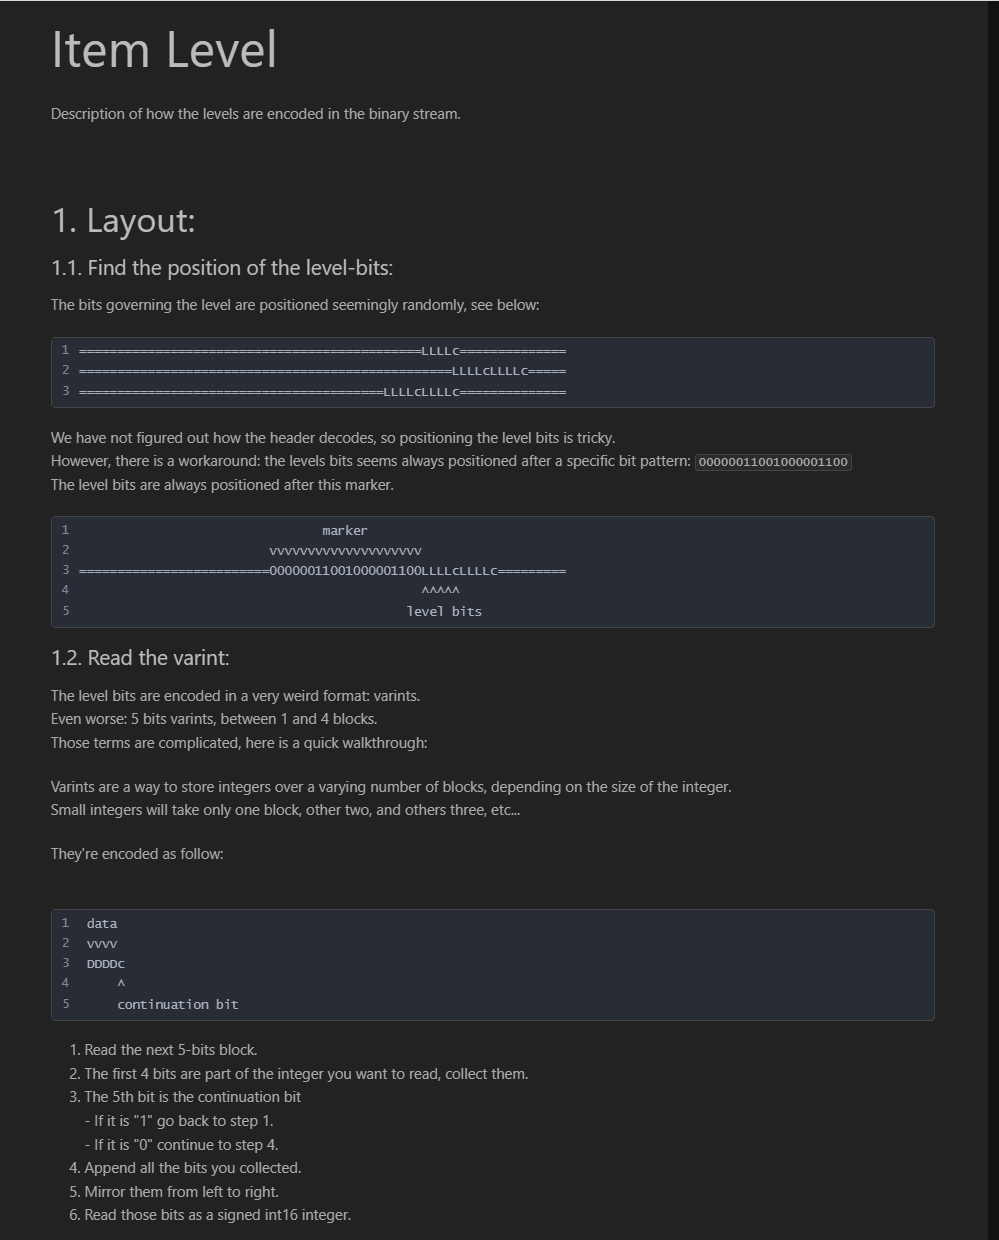 Item Level
Description of how the levels are encoded in the binary stream.
1. Layout:
1.1. Find the position of the level-bits:
The bits governing the level are positioned seemingly randomly, see below:
1 =============================================LLLLc==============
2 =================================================LLLLcLLLLc=====
3 ========================================LLLLcLLLLc==============
We have not figured out how the header decodes, so positioning the level bits is tricky.
However, there is a workaround: the levels bits seems always positioned after a specific bit pattern: 00000011001000001100
The level bits are always positioned after this marker.
1                                 marker
2                          vvvvvvvvvvvvvvvvvvvv
3 =========================00000011001000001100LLLLcLLLLc=========
4                                              ^^^^^
5                                            level bits
1.2. Read the varint:
The level bits are encoded in a very weird format: varints.
Even worse: 5 bits varints, between 1 and 4 blocks.
Those terms are complicated, here is a quick walkthrough:
Varints are a way to store integers over a varying number of blocks, depending on the size of the integer.
Small integers will take only one block, other two, and others three, etc...
They're encoded as follow:
1  data
2  vvvv
3  DDDDc
4      ^
5      continuation bit
1. Read the next 5-bits block.
2. The first 4 bits are part of the integer you want to read, collect them.
3. The 5th bit is the continuation bit
- If it is "1" go back to step 1.
- If it is "0" continue to step 4.
4. Append all the bits you collected.
5. Mirror them from left to right.
6. Read those bits as a signed int16 integer.